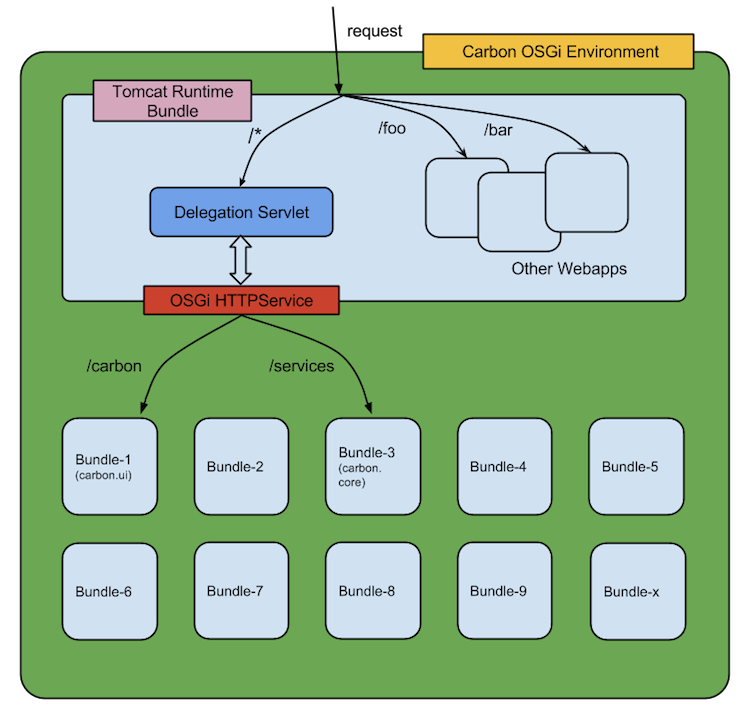 request
Carbon OSGi Environment
Tomcat Runtime
Bundle
/*
/foo
/bar
Delegation Servlet
Other Webapps
OSGi HTTPService
/carbon
/services
Bundle-1
(carbon.ui)
Bundle-2
Bundle-3
(carbon.
core)
Bundle-4
Bundle-5
Bundle-6
Bundle-7
Bundle-8
Bundle-9
Bundle-x